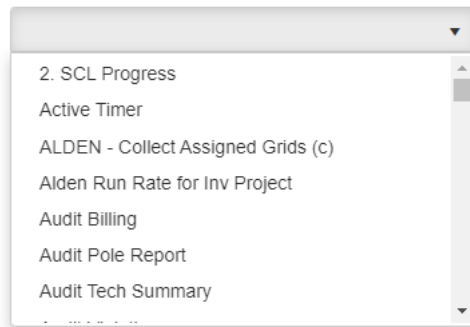 2. SCL Progress
Active Timer
ALDEN - Collect Assigned Grids (c)
Alden Run Rate for Inv Project
Audit Billing
Audit Pole Report
Audit Tech Summary